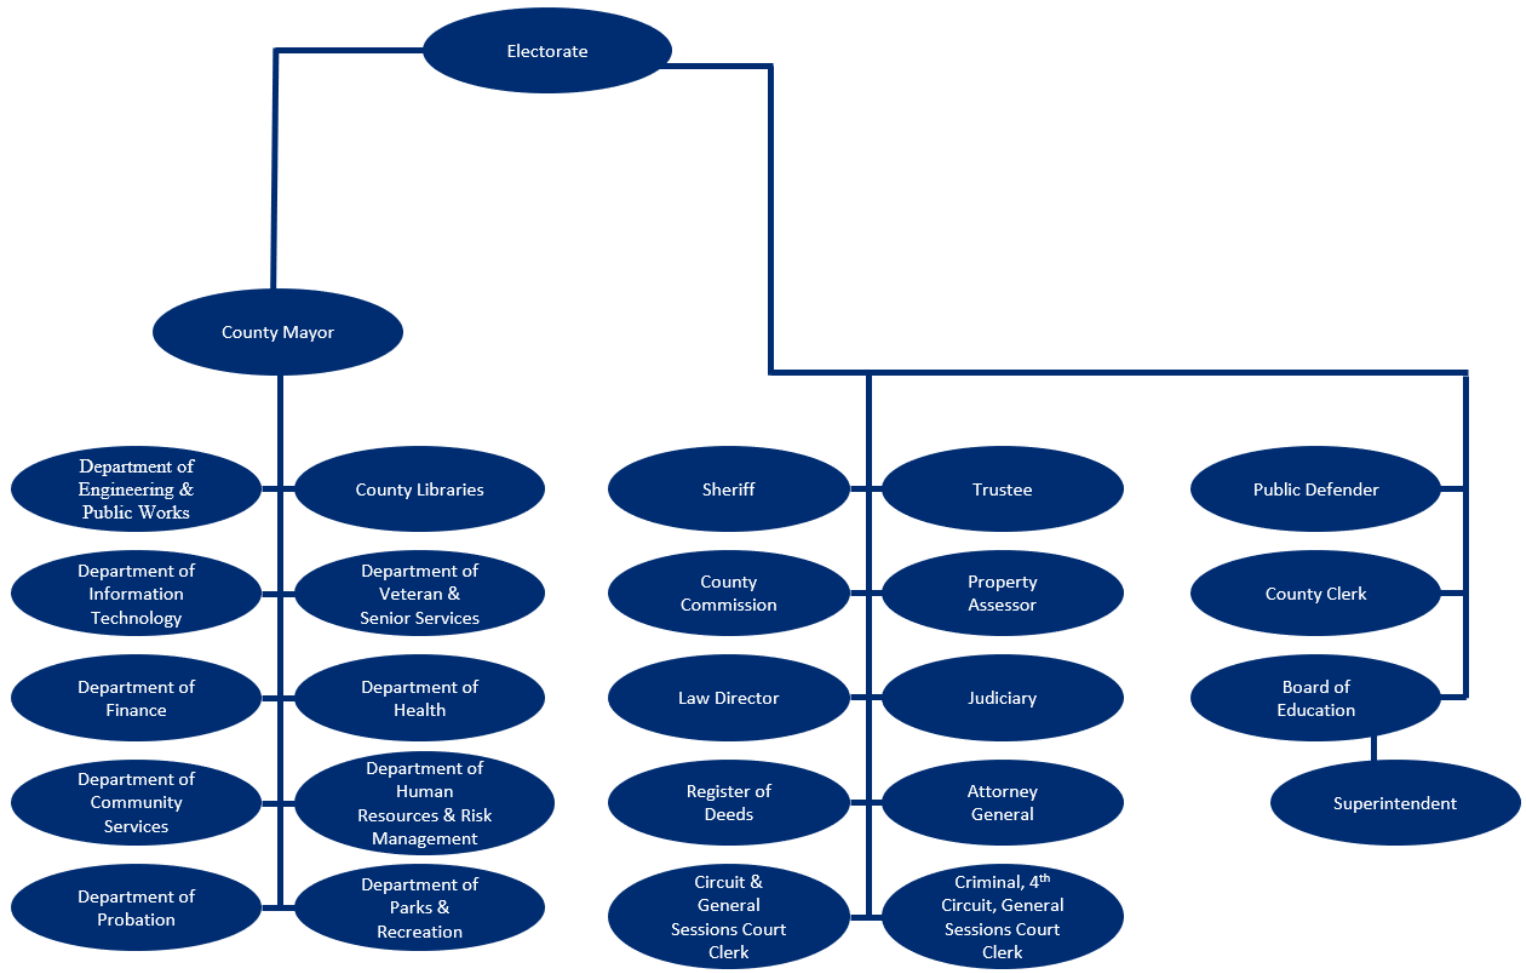 Electorate
County Mayor
Department of
Engineering &
Public Works
County Libraries
Sheriff
Trustee
Public Defender
Department of
Information
Technology
Department of
Veteran &
Senior Services
County
Commission
Property
Assessor
County Clerk
Department of
Finance
Department of
Health
Law Director
Judiciary
Board of
Education
Department of
Community
Services
Department of
Human
Resources & Risk
Management
Register of
Deeds
Attorney
General
Superintendent
Department of
Probation
Department of
Parks &
Recreation
Circuit &
General
Sessions Court
Clerk
Criminal, 4th
Circuit, General
Sessions Court
Clerk